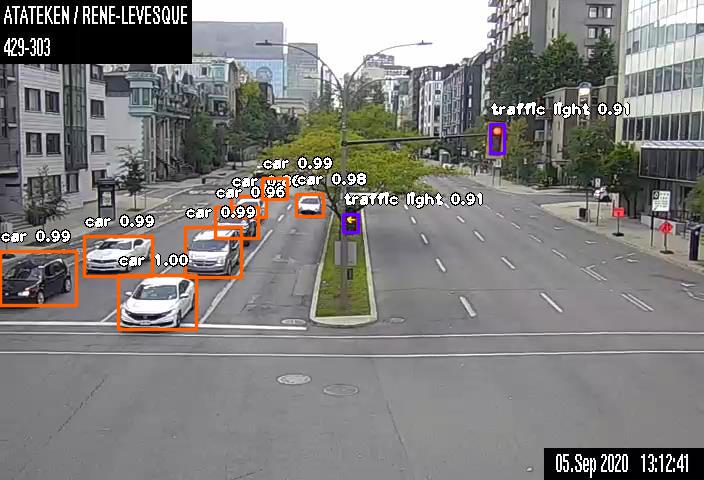 ATATEKEN / RENE-LEVESQUE
429-303
traffic light 0.91
car 0.99
car 0.98
car 0.96
traffic light 0.91
car 0.99
car 0.99
car 0.99
car 1.00
05.Sep 2020 13:12:41